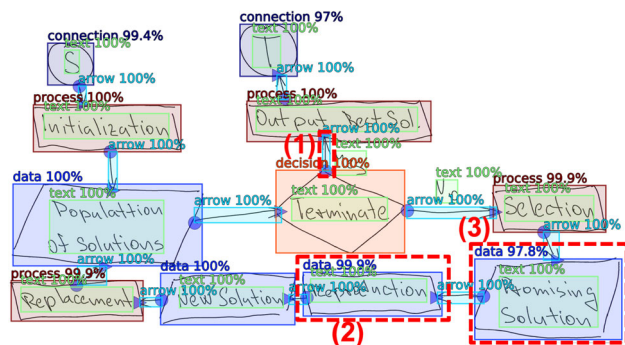 connection 99.4%
text 100%
S
arrow 100%
connection 97%
text 100%
T
arrow 100%
process 100%
text 100%
Initialization
arrow 100%
process 100%
text 100%
Output Best Sol.
(1)
arrow 100%
text 100%
decision 100%
text 100%
Terminate
data 100%
text 100%
Population
of Solutions
arrow 100%
arrow 100%
text 100%
N
process 99.9%
text 100%
Selection
(3)
arrow 100%
arrow 100%
process 99.9%
text 100%
Replacement
arrow 100%
data 100%
text 100%
New Solution
arrow 100%
data 99.9%
text 100%
Reproduction
(2)
arrow 100%
data 97.8%
text 100%
Promising
Solution